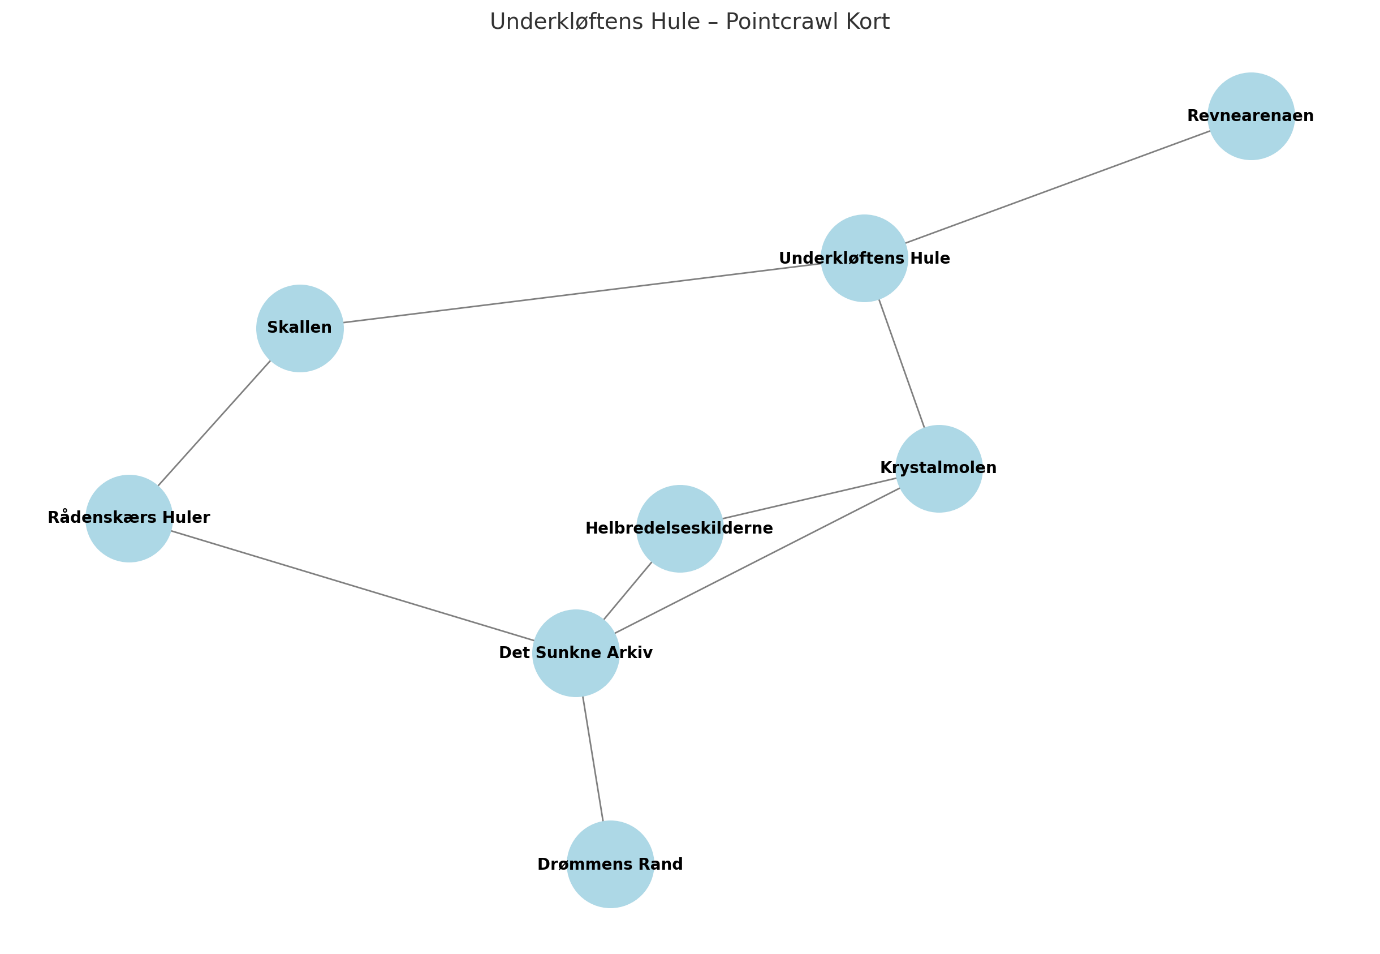 Underkløftens Hule – Pointcrawl Kort
Revnearenaen
Underkløftens Hule
Skallen
Krystalmolen
Rådenskærs Huler
Helbredelseskilderne
Det Sunkne Arkiv
Drømmens Rand